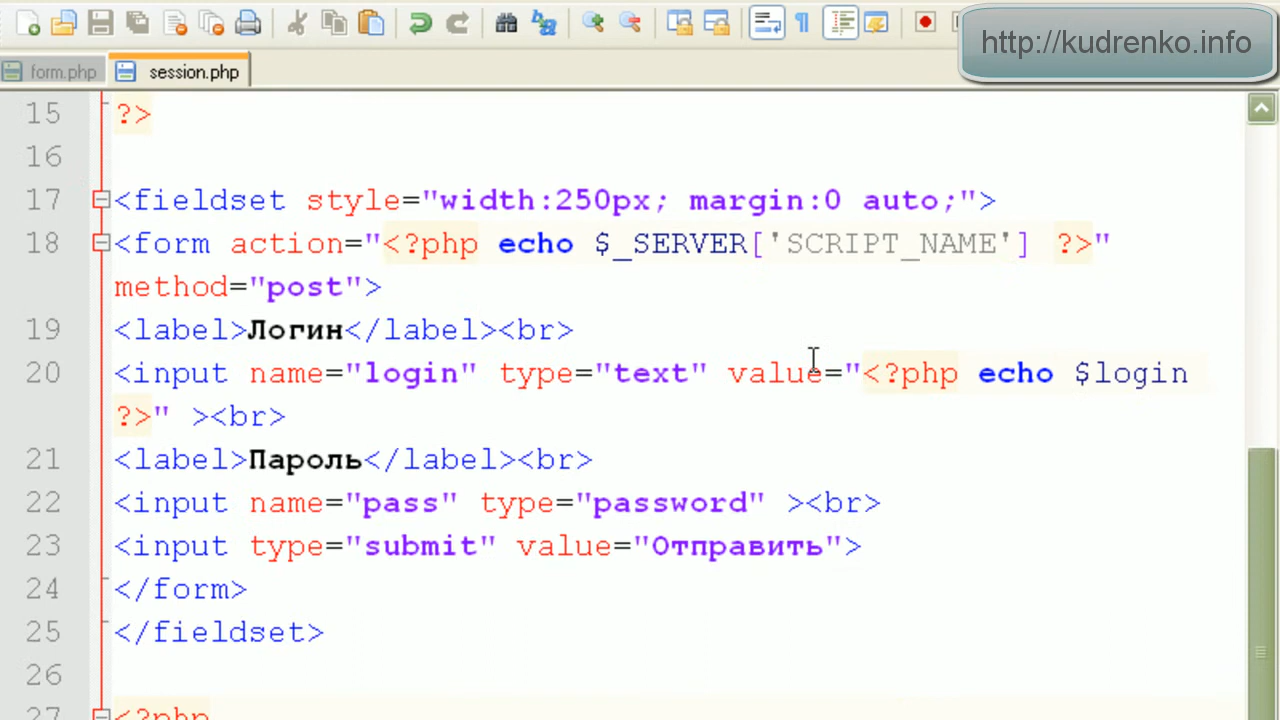 http://kudrenko.info
form.php session.php
15 ?>
16
17 <fieldset style="width:250px; margin:0 auto;">
18 <form action="<?php echo $_SERVER['SCRIPT_NAME'] ?>"
method="post">
19 <label>Логин</label><br>
20 <input name="login" type="text" value="<?php echo $login
?>" ><br>
21 <label>Пароль</label><br>
22 <input name="pass" type="password" ><br>
23 <input type="submit" value="Отправить">
24 </form>
25 </fieldset>
26
27 <?php